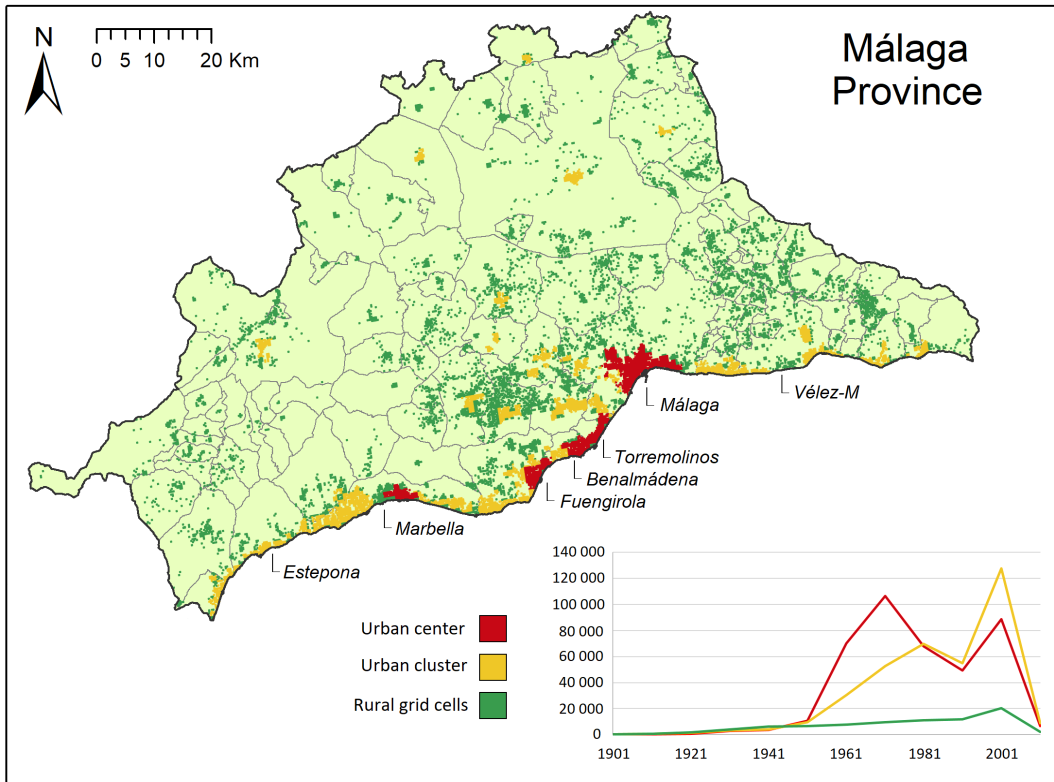 N
0 5 10 20 Km
Málaga
Province
Vélez-M
Málaga
Torremolinos
Benalmádena
Fuengirola
Marbella
Estepona
Urban center
Urban cluster
Rural grid cells
140 000
120 000
100 000
80 000
60 000
40 000
20 000
0
1901 1921 1941 1961 1981 2001